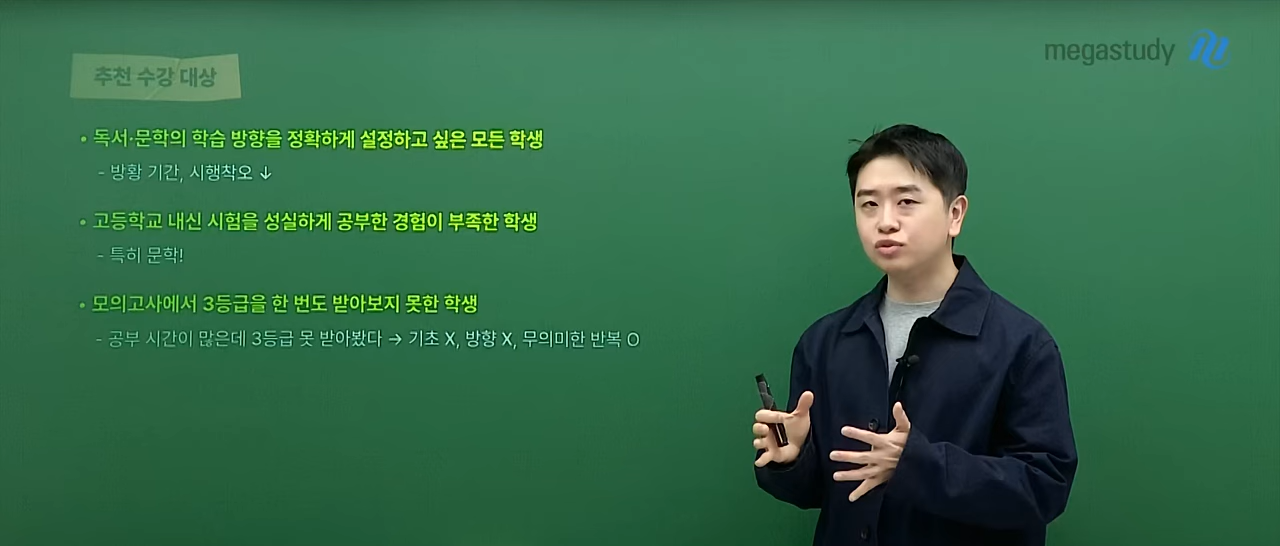 megastudy
추천 수강 대상
• 독서·문학의 학습 방향을 정확하게 설정하고 싶은 모든 학생
- 방황 기간, 시행착오 ↓
• 고등학교 내신 시험을 성실하게 공부한 경험이 부족한 학생
- 특히 문학!
• 모의고사에서 3등급을 한 번도 받아보지 못한 학생
- 공부 시간이 많은데 3등급 못 받아봤다 → 기초 X, 방향 X, 무의미한 반복 O